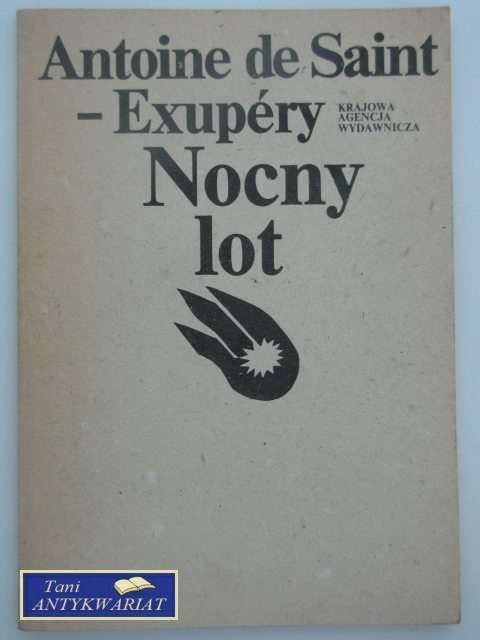 Antoine de Saint
– Exupéry
KRAJOWA
AGENCJA
WYDAWNICZA
Nocny
lot
Tani
ANTYKWARIAT